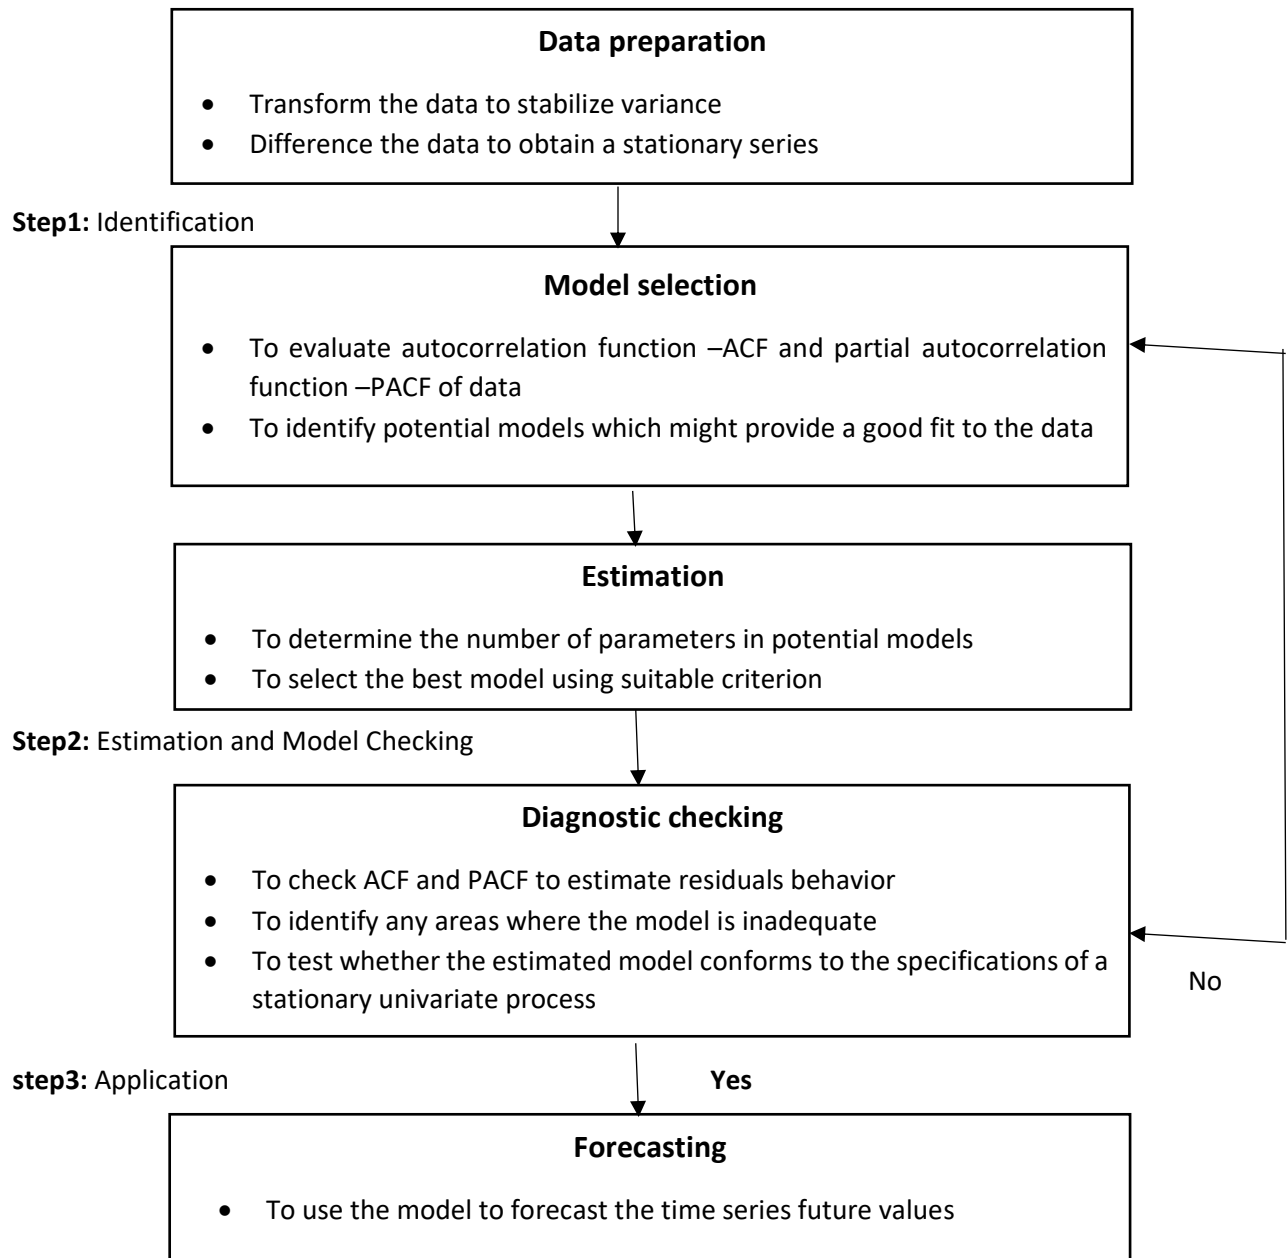 Data preparation
• Transform the data to stabilize variance
• Difference the data to obtain a stationary series
Step1: Identification
Model selection
• To evaluate autocorrelation function –ACF and partial autocorrelation
function –PACF of data
• To identify potential models which might provide a good fit to the data
Estimation
• To determine the number of parameters in potential models
• To select the best model using suitable criterion
Step2: Estimation and Model Checking
Diagnostic checking
• To check ACF and PACF to estimate residuals behavior
• To identify any areas where the model is inadequate
• To test whether the estimated model conforms to the specifications of a
stationary univariate process
No
step3: Application
Yes
Forecasting
• To use the model to forecast the time series future values